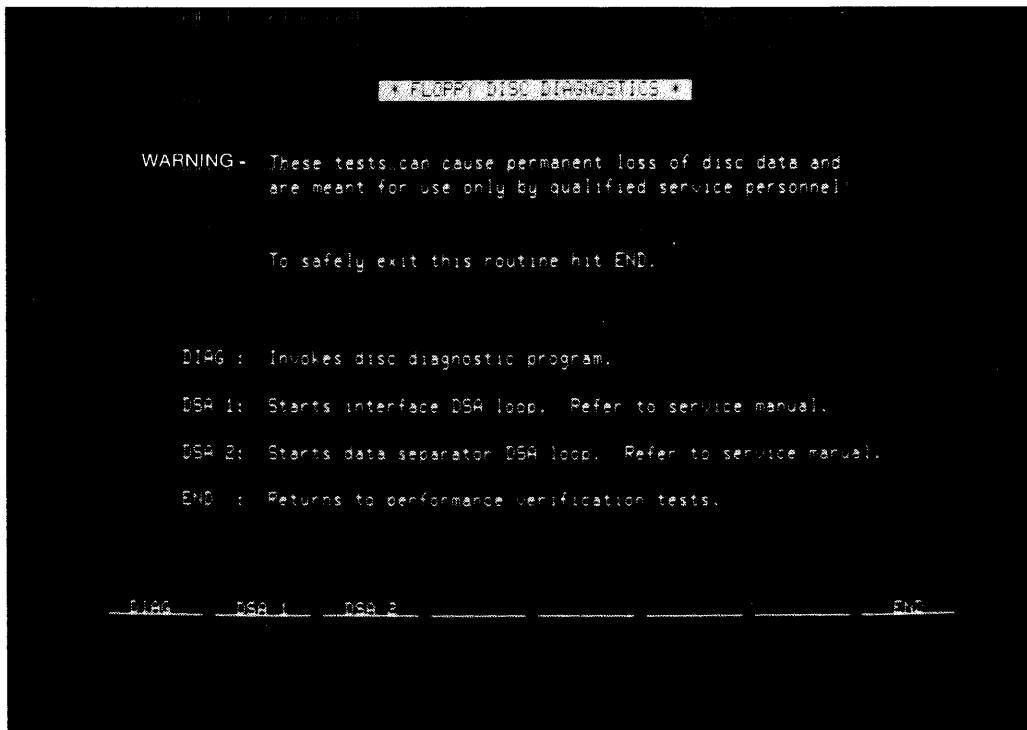 * FLOPPY DISC DIAGNOSTICS *
WARNING - These tests can cause permanent loss of disc data and
are meant for use only by qualified service personnel!
To safely exit this routine hit END.
DIAG : Invokes disc diagnostic program.
DSA 1: Starts interface DSA loop. Refer to service manual.
DSA 2: Starts data separator DSA loop. Refer to service manual.
END : Returns to performance verification tests.
DIAG DSA 1 DSA 2 END